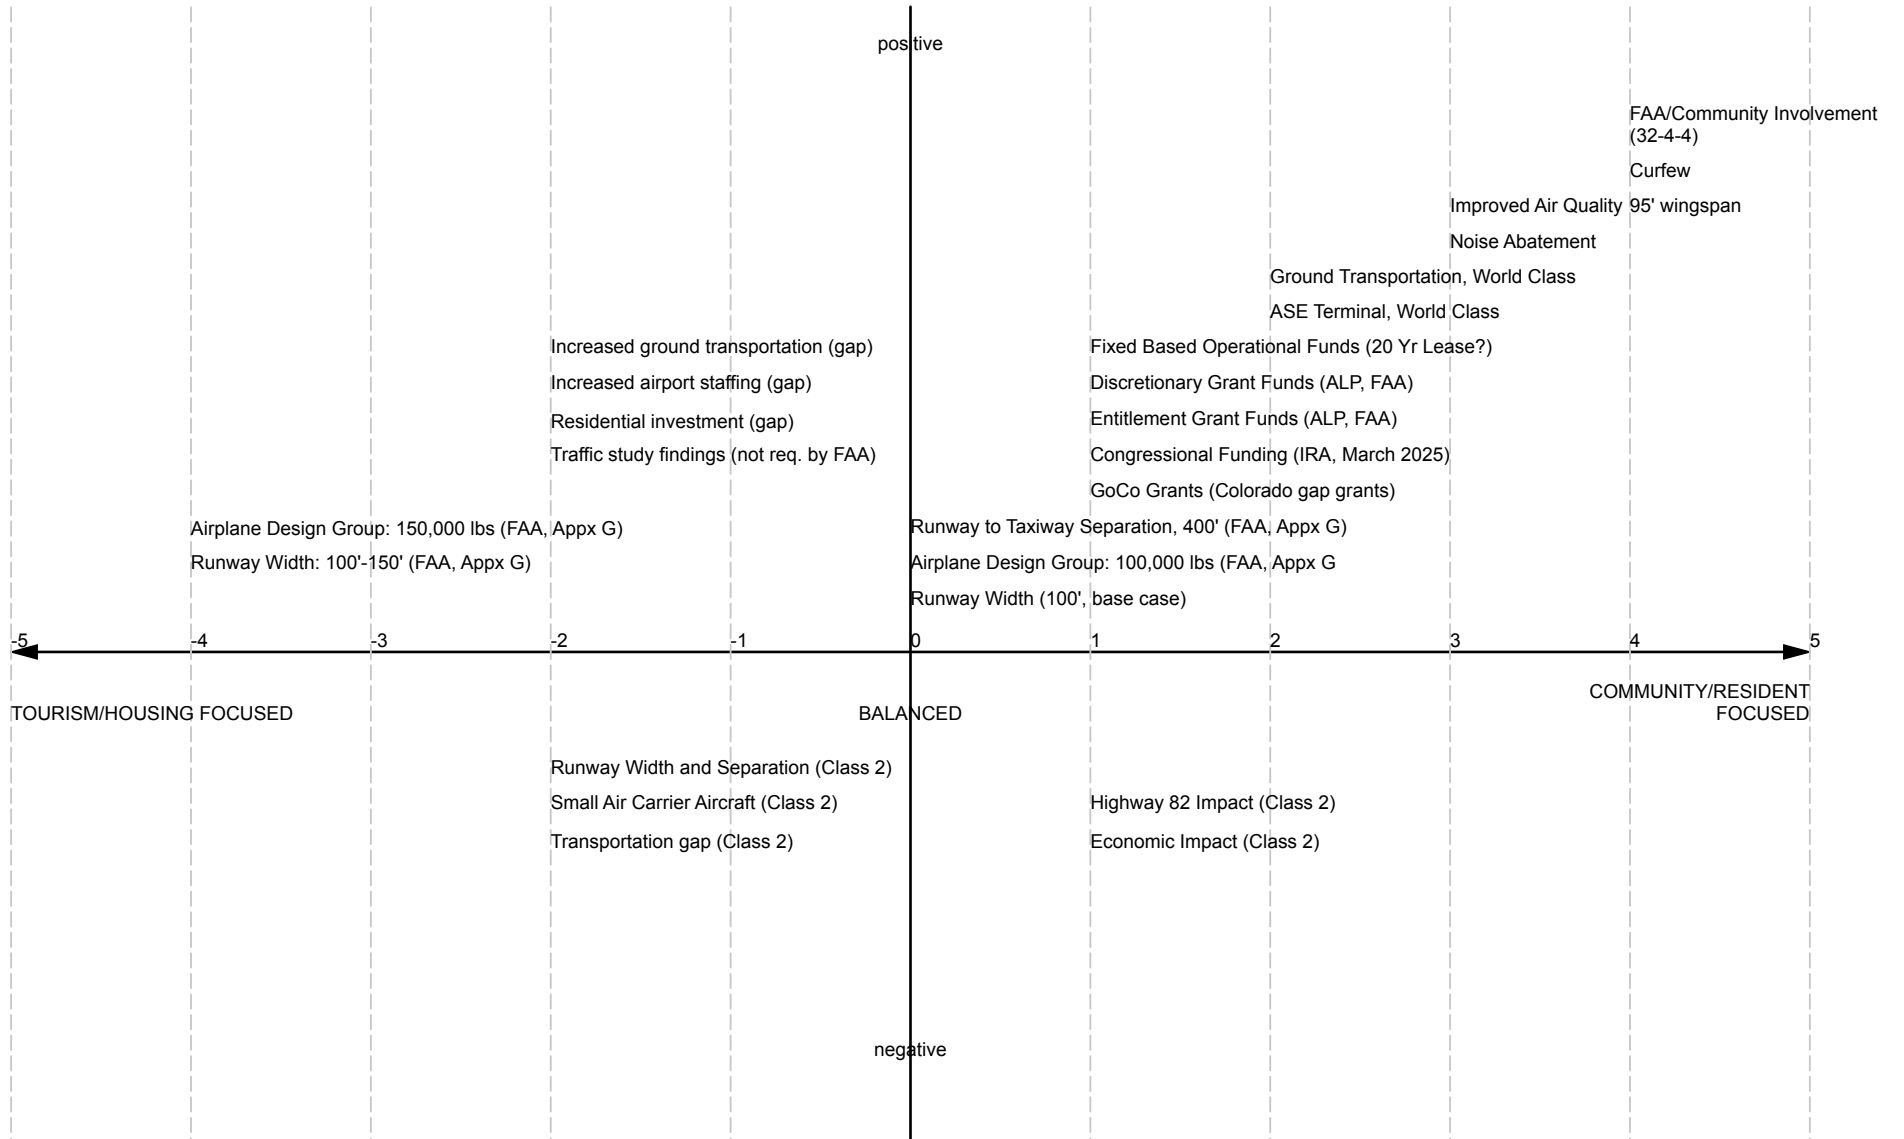 positive
FAA/Community Involvement
(32-4-4)
Curfew
Improved Air Quality
95' wingspan
Noise Abatement
Ground Transportation, World Class
ASE Terminal, World Class
Increased ground transportation (gap)
Fixed Based Operational Funds (20 Yr Lease?)
Increased airport staffing (gap)
Discretionary Grant Funds (ALP, FAA)
Residential investment (gap)
Entitlement Grant Funds (ALP, FAA)
Traffic study findings (not req. by FAA)
Congressional Funding (IRA, March 2025)
GoCo Grants (Colorado gap grants)
Airplane Design Group: 150,000 lbs (FAA, Appx G)
Runway to Taxiway Separation, 400' (FAA, Appx G)
Runway Width: 100'-150' (FAA, Appx G)
Airplane Design Group: 100,000 lbs (FAA, Appx G
Runway Width (100', base case)
-5 -4 -3 -2 -1 0 1 2 3 4 5
TOURISM/HOUSING FOCUSED
BALANCED
COMMUNITY/RESIDENT
FOCUSED
Runway Width and Separation (Class 2)
Small Air Carrier Aircraft (Class 2)
Highway 82 Impact (Class 2)
Transportation gap (Class 2)
Economic Impact (Class 2)
negative